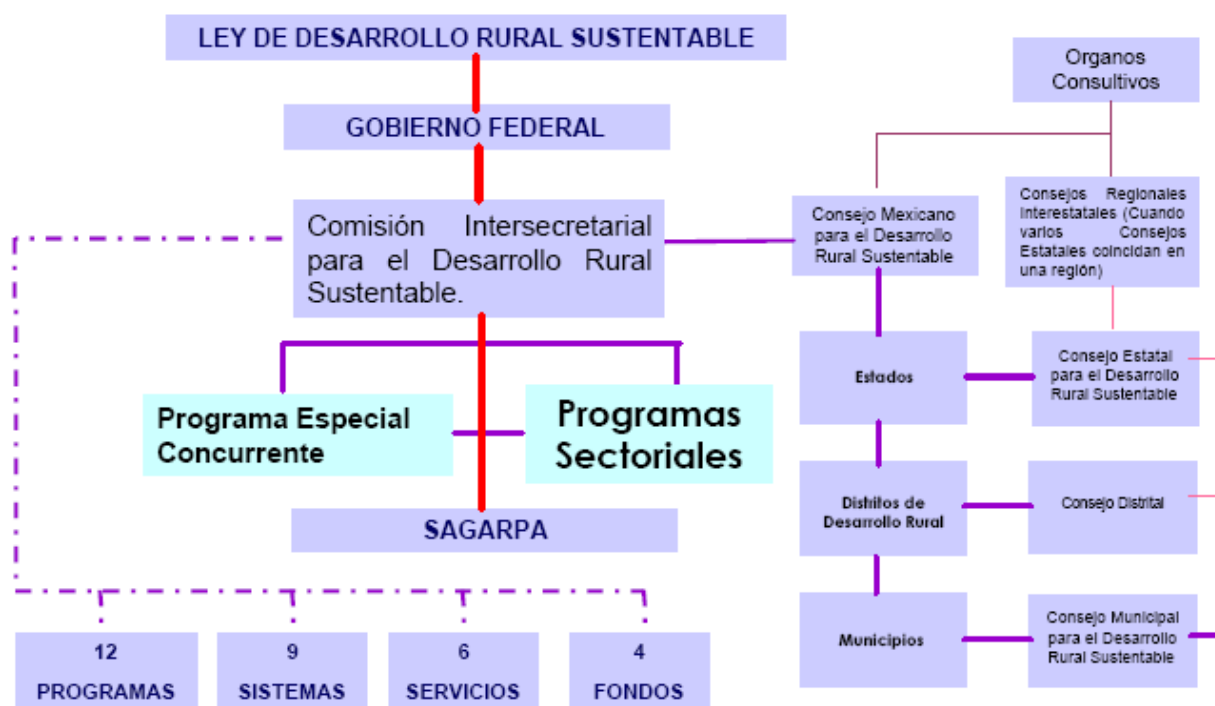 LEY DE DESARROLLO RURAL SUSTENTABLE
GOBIERNO FEDERAL
Comisión Intersecretarial
para el Desarrollo Rural
Sustentable.
Programa Especial
Concurrente
Programas
Sectoriales
SAGARPA
12
PROGRAMAS
9
SISTEMAS
6
SERVICIOS
4
FONDOS
Organos
Consultivos
Consejo Mexicano
para el Desarrollo
Rural Sustentable
Consejos Regionales
Interestatales (Cuando
varios Consejos
Estatales coincidan en
una región)
Estados
Consejo Estatal
para el Desarrollo
Rural Sustentable
Distritos de
Desarrollo Rural
Consejo Distrital
Municipios
Consejo Municipal
para el Desarrollo
Rural Sustentable